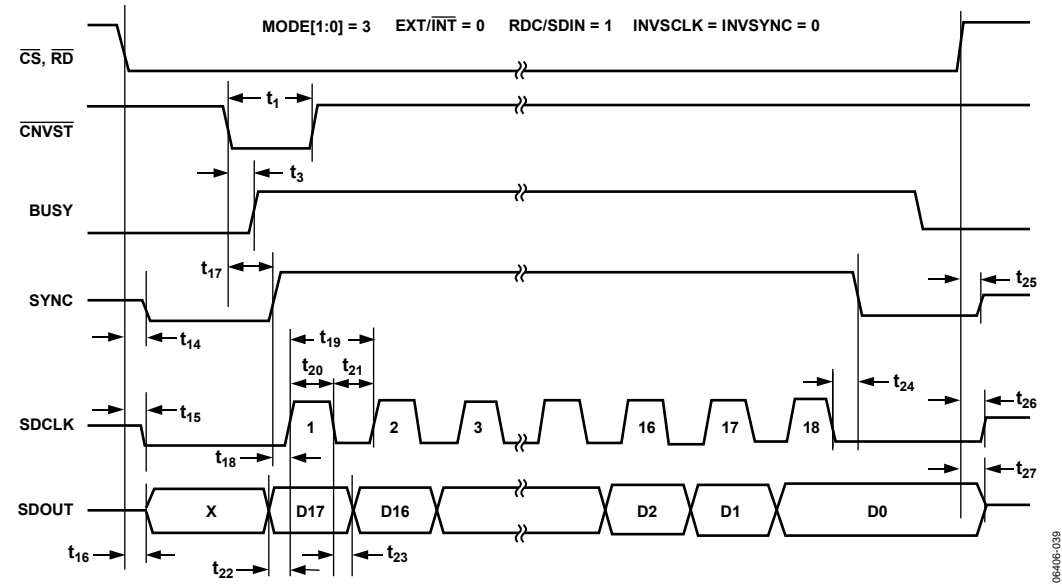 MODE[1:0] = 3 EXT/INT = 0 RDC/SDIN = 1 INVSCLK = INVSYNC = 0
CS, RD
t1
CNVST
t3
BUSY
t17
t25
SYNC
t14
t19
t20 t21
t24
t26
t15
SDCLK
1 2 3 16 17 18
t18
t27
SDOUT
X D17 D16 D2 D1 D0
t16
t22
t23
06406-039